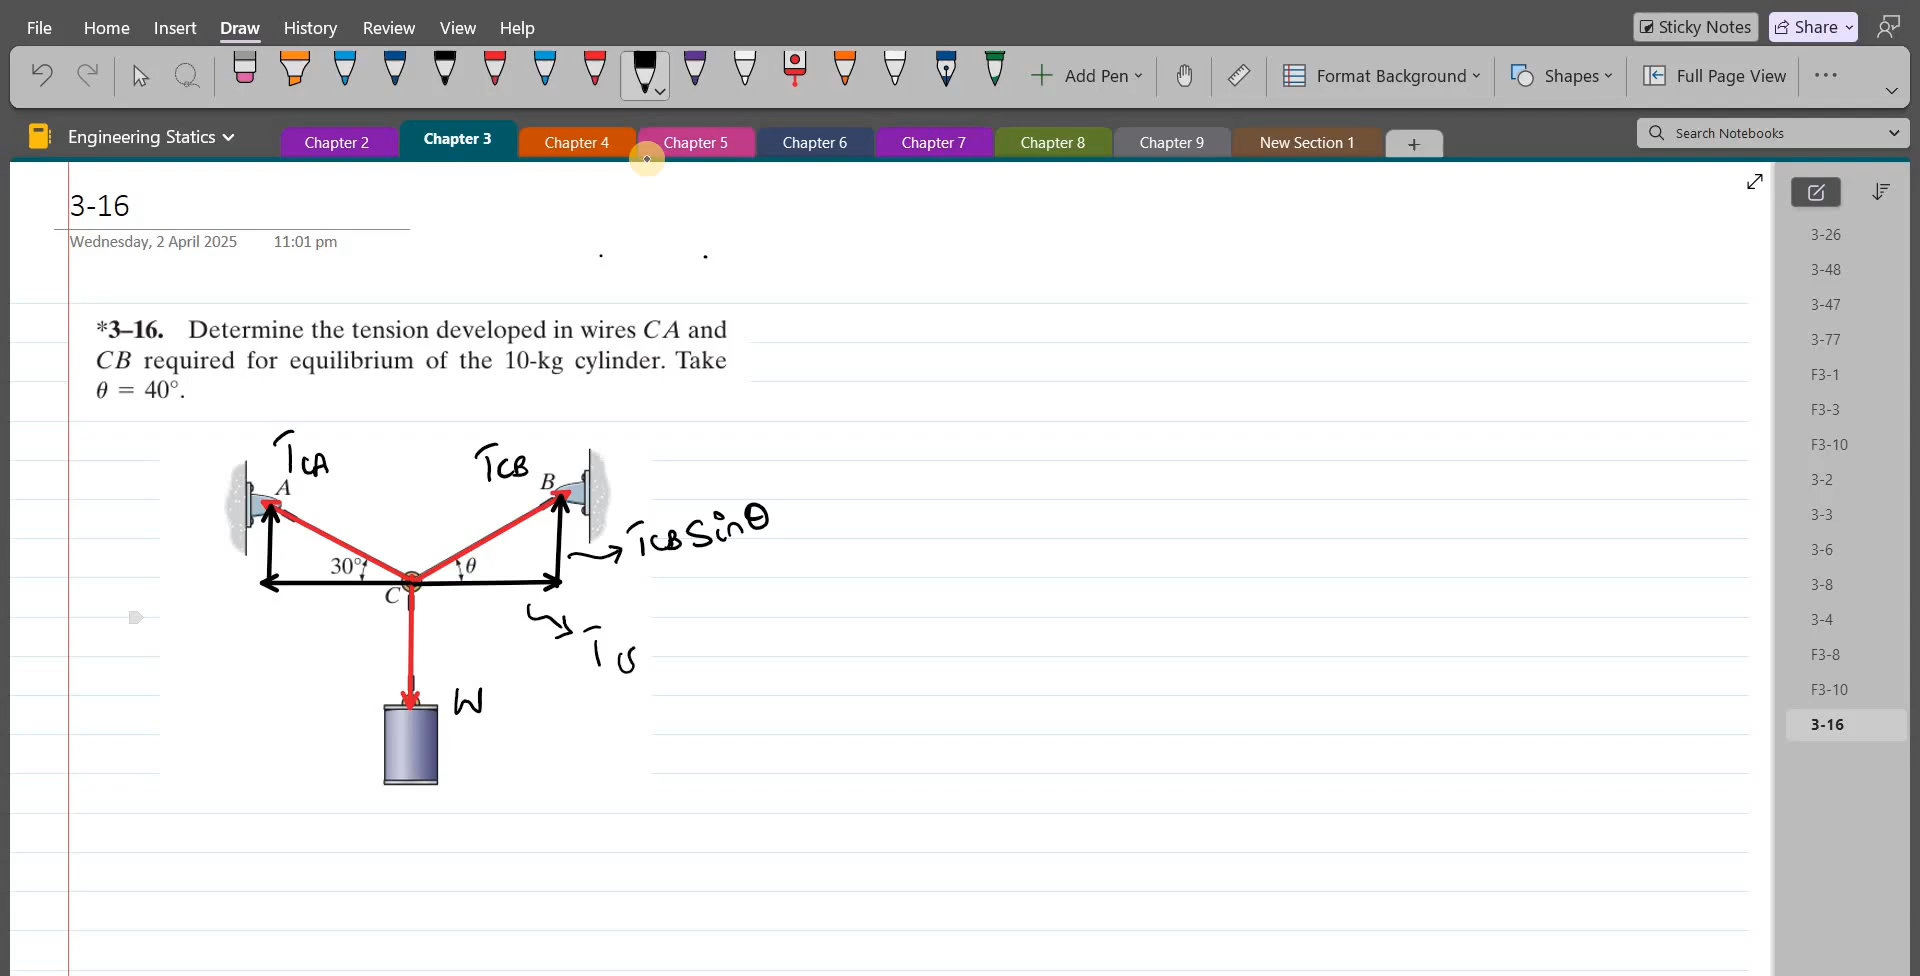 File Home Insert Draw History Review View Help
Sticky Notes
Share
Add Pen
Format Background
Shapes
Full Page View
Engineering Statics
Chapter 2
Chapter 3
Chapter 4
Chapter 5
Chapter 6
Chapter 7
Chapter 8
Chapter 9
New Section 1
+
Search Notebooks
3-16
Wednesday, 2 April 2025 11:01 pm
*3–16. Determine the tension developed in wires CA and
CB required for equilibrium of the 10-kg cylinder. Take
θ = 40°.
TCA
TCB
A
B
TCB Sinθ
30°
θ
C
W
3-26
3-48
3-47
3-77
F3-1
F3-3
F3-10
3-2
3-3
3-6
3-8
3-4
F3-8
F3-10
3-16